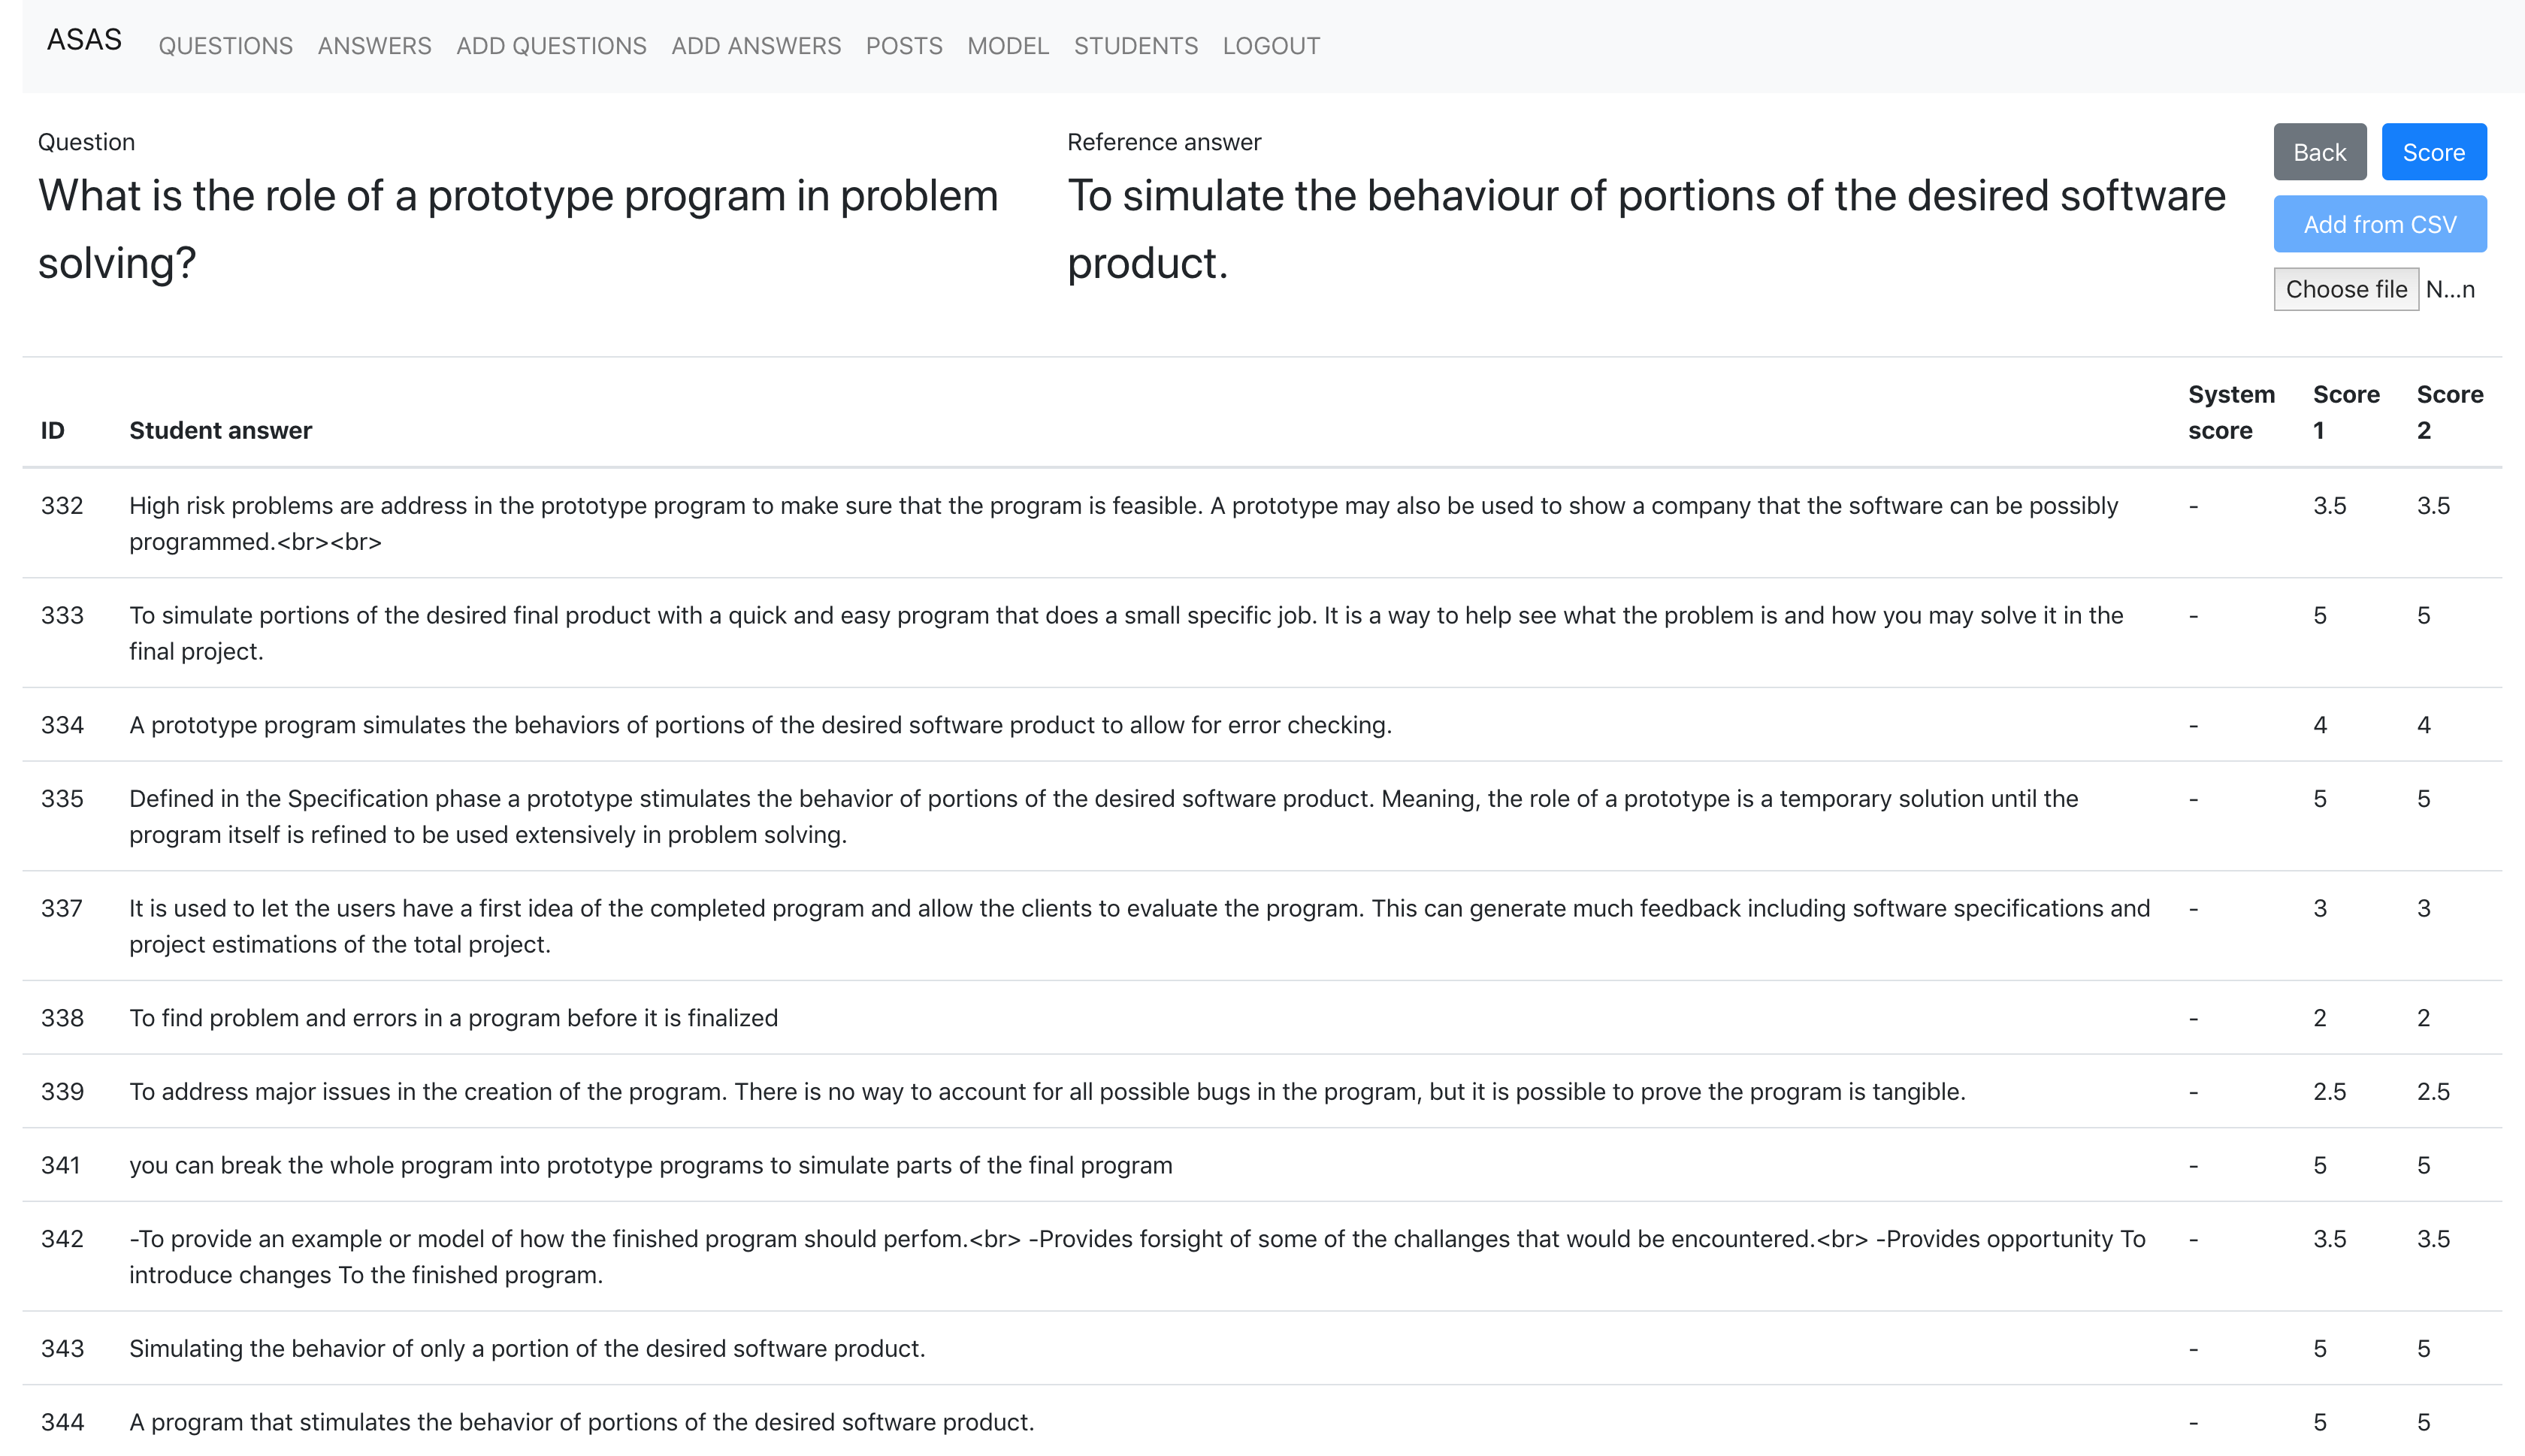 ASAS QUESTIONS ANSWERS ADD QUESTIONS ADD ANSWERS POSTS MODEL STUDENTS LOGOUT
Question
What is the role of a prototype program in problem
solving?
Reference answer
To simulate the behaviour of portions of the desired software
product.
Back Score
Add from CSV
Choose file N...n
ID Student answer System score Score 1 Score 2
332 High risk problems are address in the prototype program to make sure that the program is feasible. A prototype may also be used to show a company that the software can be possibly - 3.5 3.5
programmed.<br><br>
333 To simulate portions of the desired final product with a quick and easy program that does a small specific job. It is a way to help see what the problem is and how you may solve it in the - 5 5
final project.
334 A prototype program simulates the behaviors of portions of the desired software product to allow for error checking. - 4 4
335 Defined in the Specification phase a prototype stimulates the behavior of portions of the desired software product. Meaning, the role of a prototype is a temporary solution until the - 5 5
program itself is refined to be used extensively in problem solving.
337 It is used to let the users have a first idea of the completed program and allow the clients to evaluate the program. This can generate much feedback including software specifications and - 3 3
project estimations of the total project.
338 To find problem and errors in a program before it is finalized - 2 2
339 To address major issues in the creation of the program. There is no way to account for all possible bugs in the program, but it is possible to prove the program is tangible. - 2.5 2.5
341 you can break the whole program into prototype programs to simulate parts of the final program - 5 5
342 -To provide an example or model of how the finished program should perfom.<br> -Provides forsight of some of the challanges that would be encountered.<br> -Provides opportunity To - 3.5 3.5
introduce changes To the finished program.
343 Simulating the behavior of only a portion of the desired software product. - 5 5
344 A program that stimulates the behavior of portions of the desired software product. - 5 5